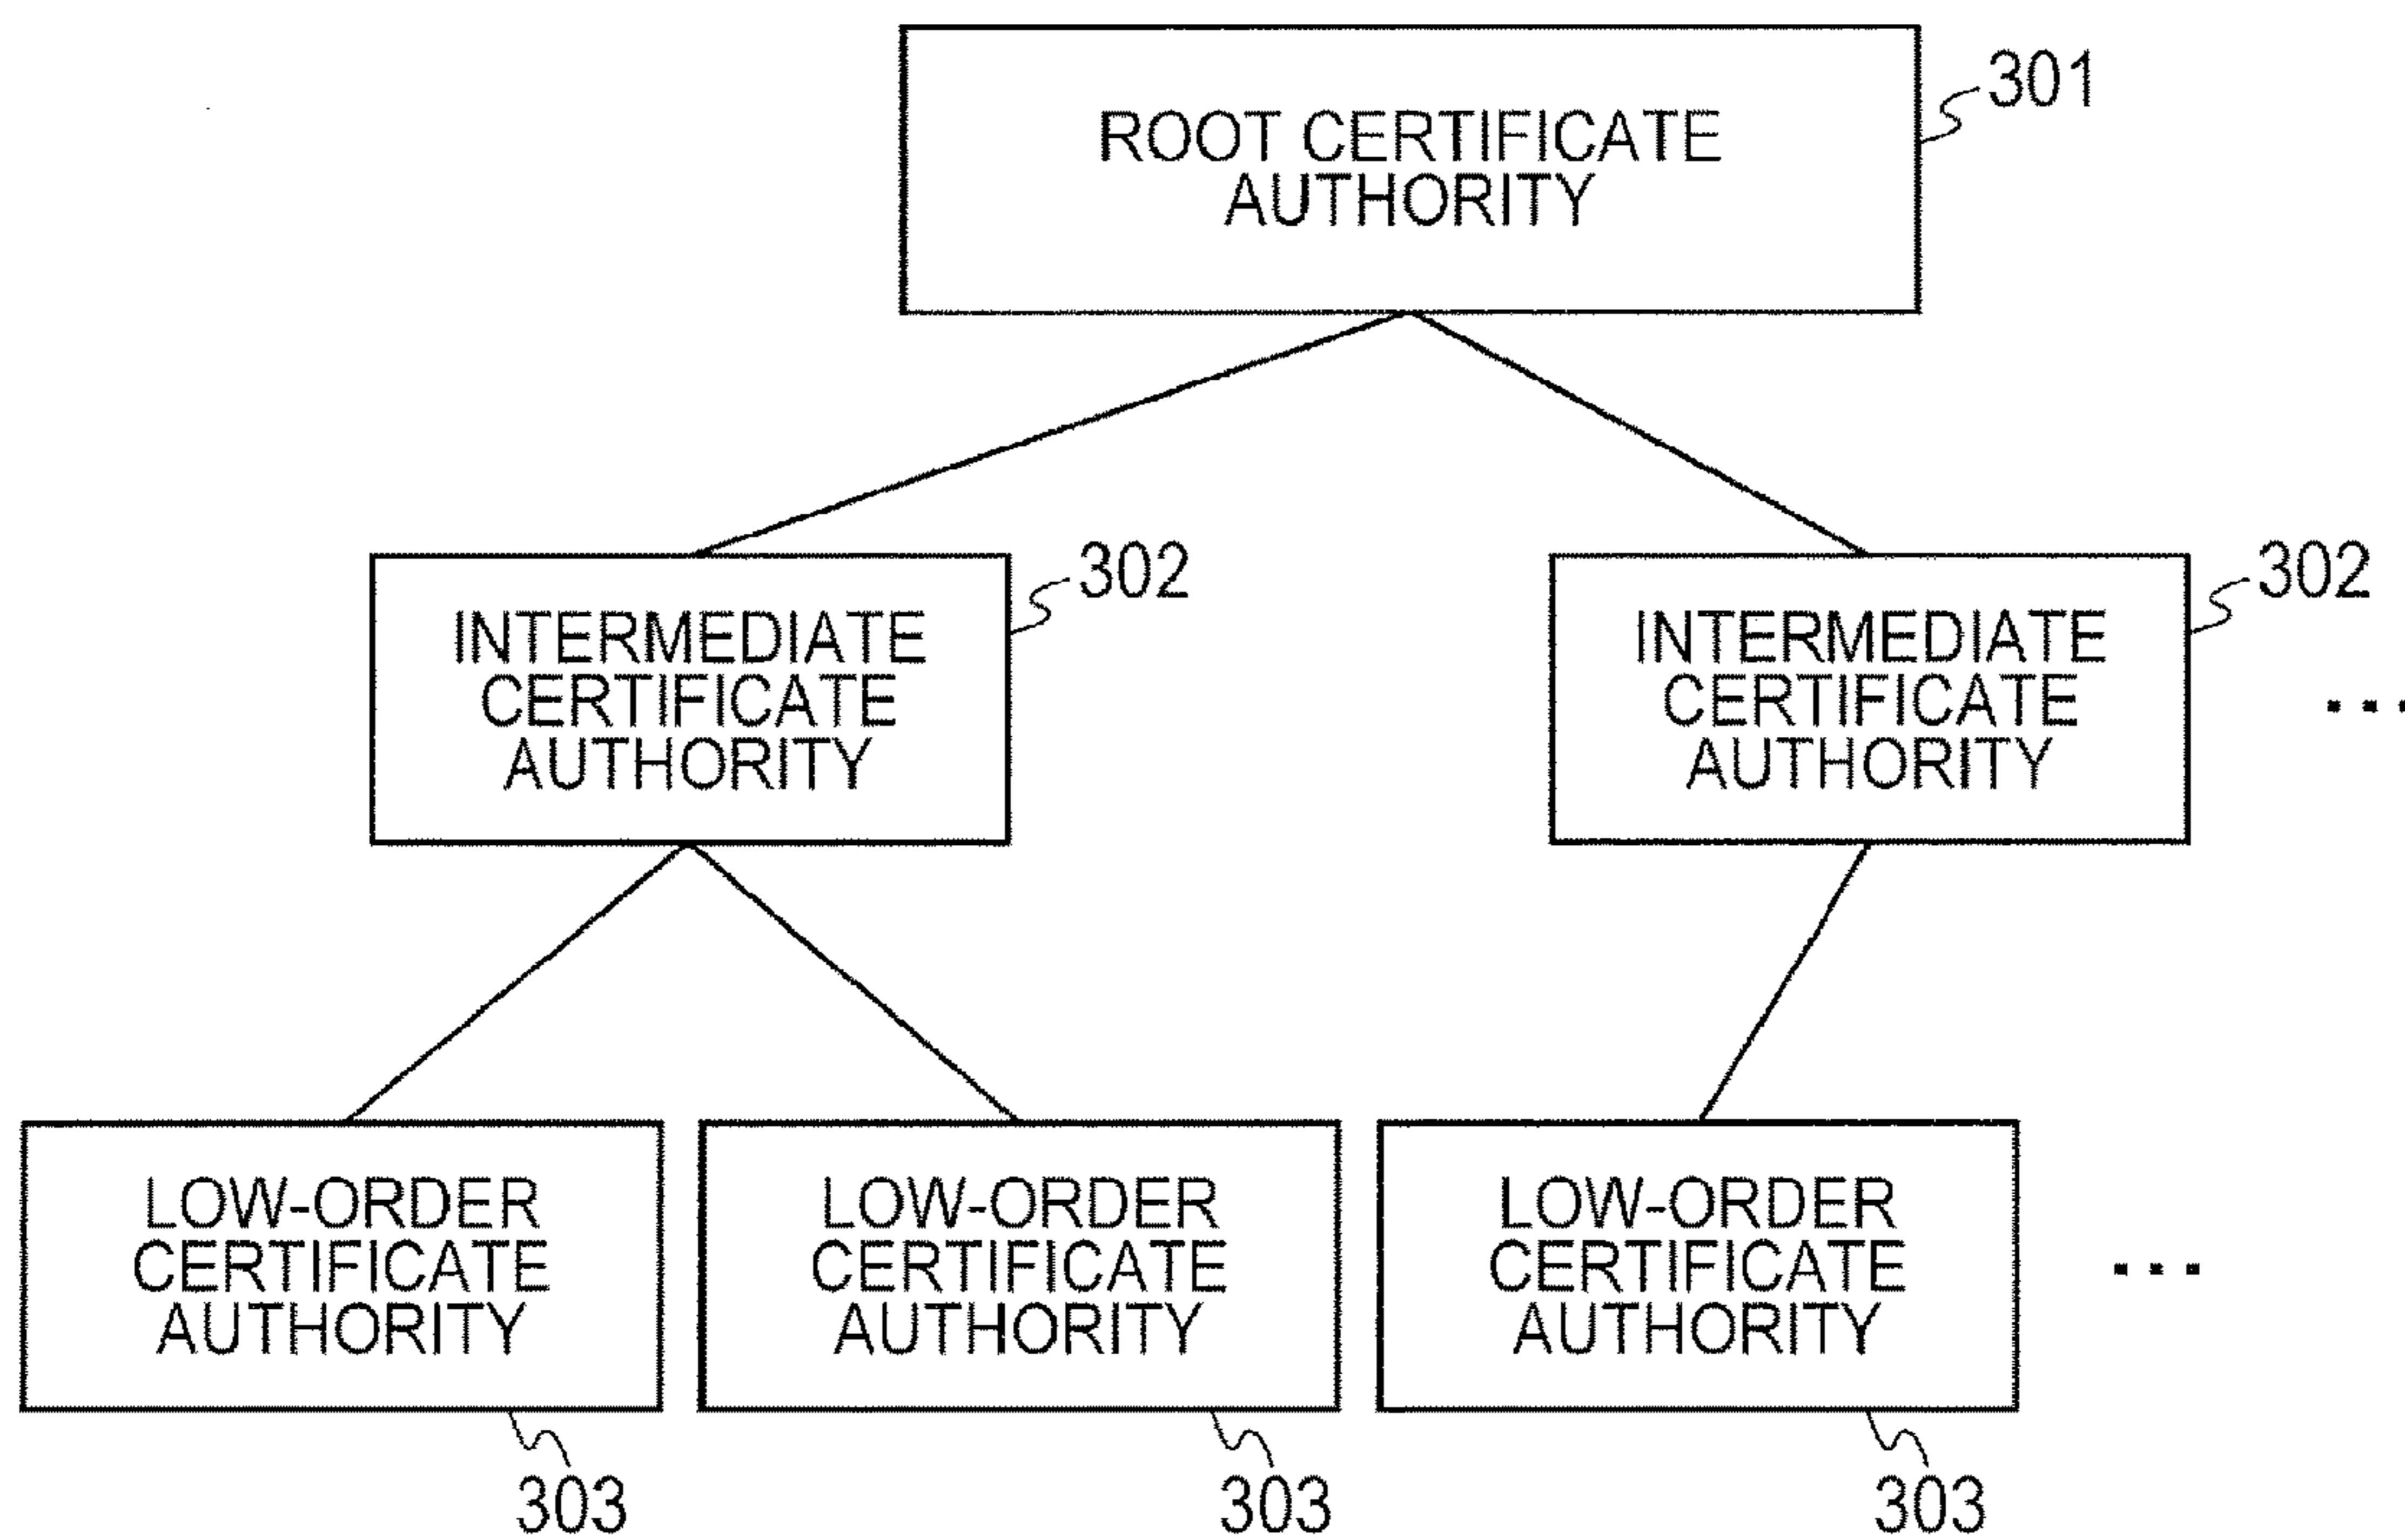 ROOT CERTIFICATE
AUTHORITY
301
INTERMEDIATE
CERTIFICATE
AUTHORITY
302
INTERMEDIATE
CERTIFICATE
AUTHORITY
302
...
LOW-ORDER
CERTIFICATE
AUTHORITY
303
LOW-ORDER
CERTIFICATE
AUTHORITY
303
LOW-ORDER
CERTIFICATE
AUTHORITY
303
...